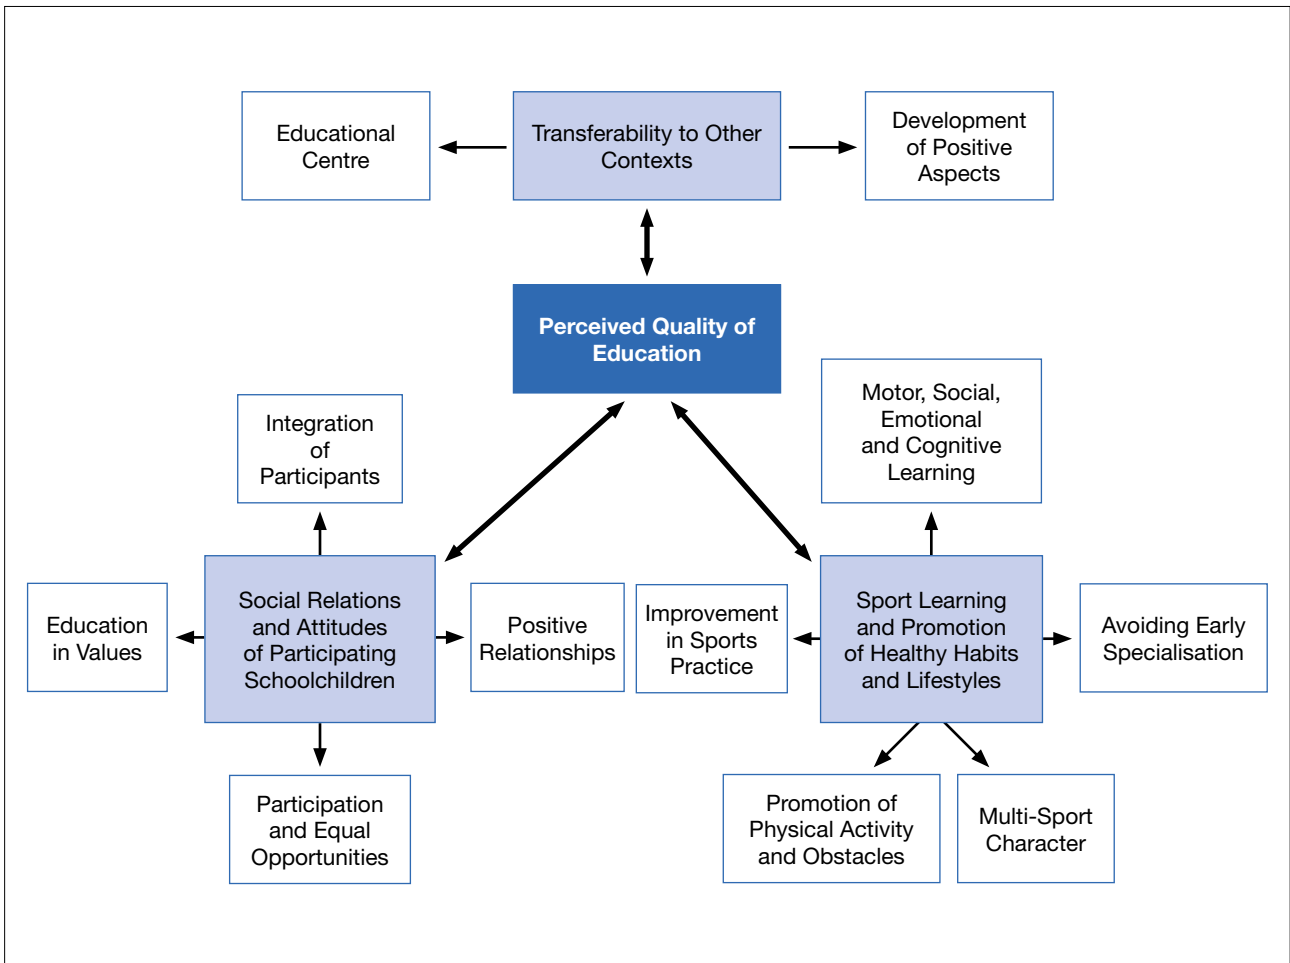 Educational
Centre
Transferability to Other
Contexts
Development
of Positive
Aspects
Perceived Quality of
Education
Integration
of
Participants
Motor, Social,
Emotional
and Cognitive
Learning
Education
in Values
Social Relations
and Attitudes
of Participating
Schoolchildren
Positive
Relationships
Improvement
in Sports
Practice
Sport Learning
and Promotion
of Healthy Habits
and Lifestyles
Avoiding Early
Specialisation
Participation
and Equal
Opportunities
Promotion of
Physical Activity
and Obstacles
Multi-Sport
Character